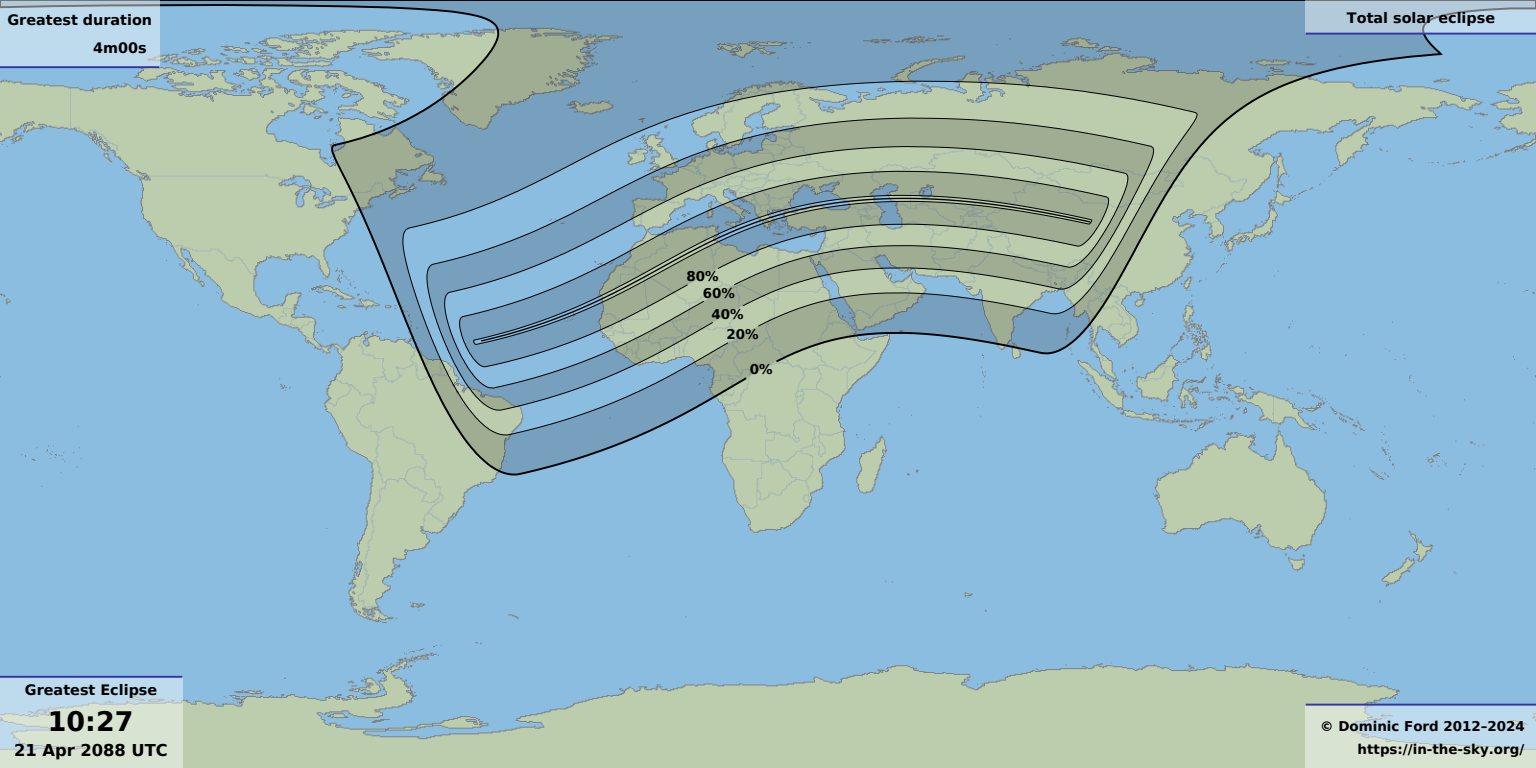 Greatest duration
4m00s
Total solar eclipse
80%
60%
40%
20%
0%
Greatest Eclipse
10:27
21 Apr 2088 UTC
© Dominic Ford 2012–2024
https://in-the-sky.org/